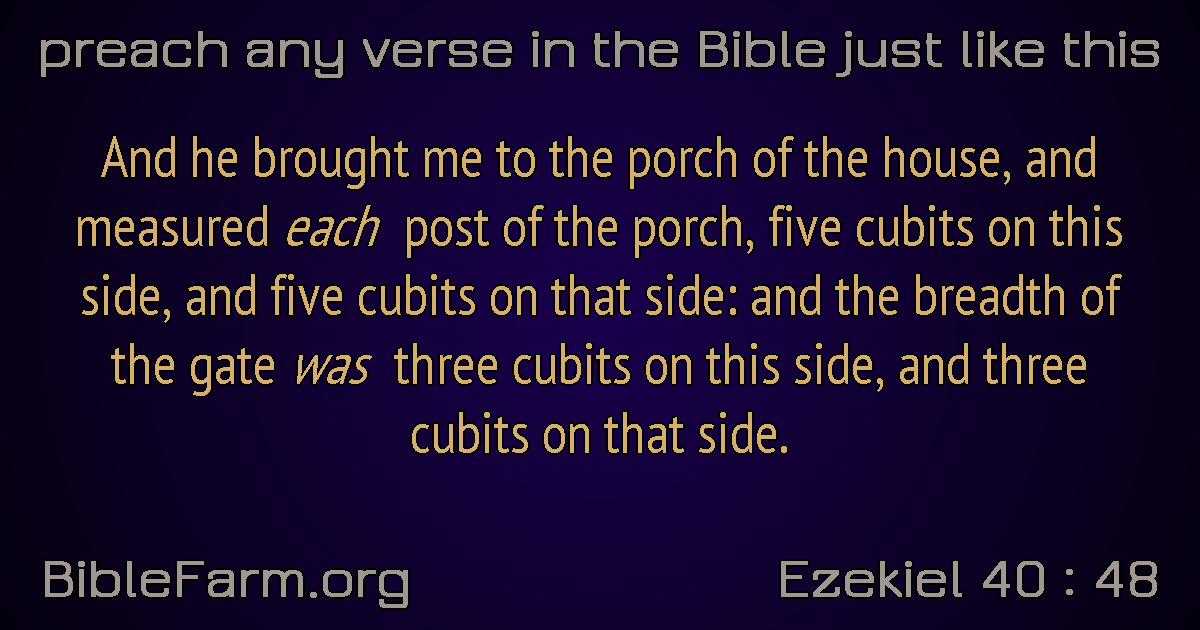 preach any verse in the Bible just like this
And he brought me to the porch of the house, and
measured each post of the porch, five cubits on this
side, and five cubits on that side: and the breadth of
the gate was three cubits on this side, and three
cubits on that side.
BibleFarm.org
Ezekiel 40 : 48